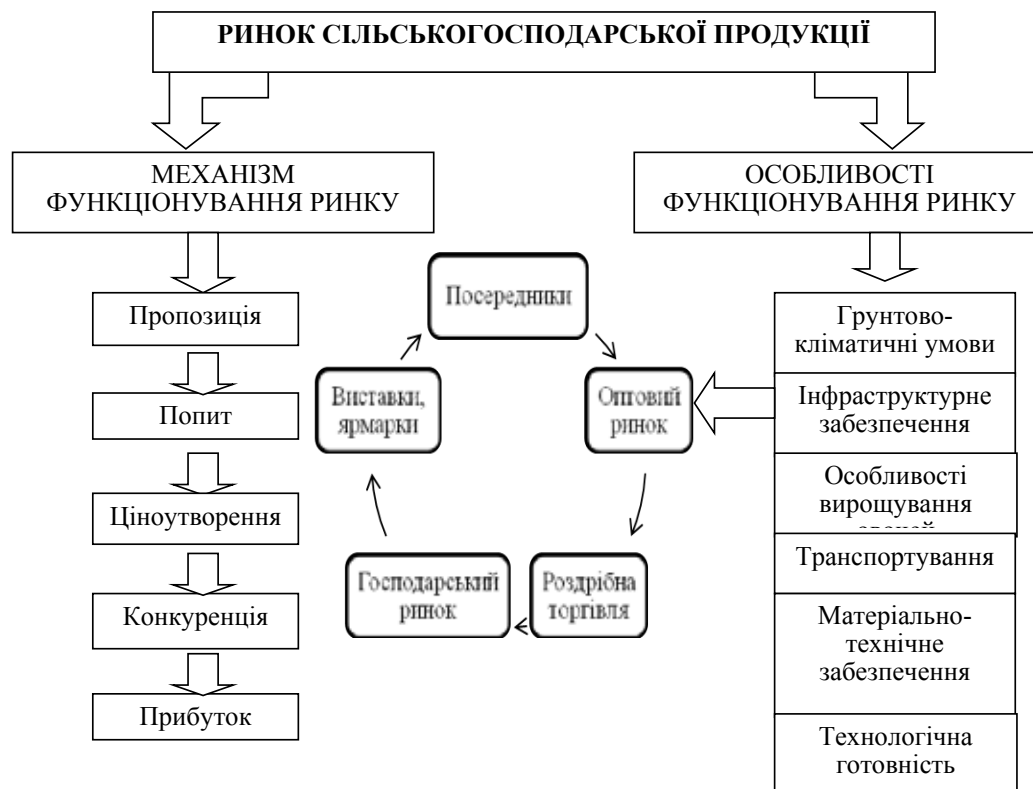 РИНОК СІЛЬСЬКОГОСПОДАРСЬКОЇ ПРОДУКЦІЇ
МЕХАНІЗМ
ФУНКЦІОНУВАННЯ РИНКУ
ОСОБЛИВОСТІ
ФУНКЦІОНУВАННЯ РИНКУ
Пропозиція
Попит
Ціноутворення
Конкуренція
Прибуток
Посередники
Оптовий
ринок
Роздрібна
торгівля
Господарський
ринок
Виставки,
ярмарки
Грунтово-
кліматичні умови
Інфраструктурне
забезпечення
Особливості
вирощування
Транспортування
Матеріально-
технічне
забезпечення
Технологічна
готовність